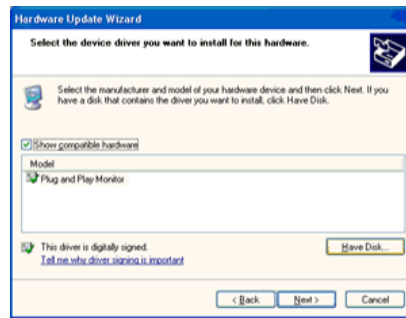 Hardware Update Wizard
Select the device driver you want to install for this hardware.
Select the manufacturer and model of your hardware device and then click Next. If you
have a disk that contains the driver you want to install, click Have Disk.
Show compatible hardware
Model
Plug and Play Monitor
This driver is digitally signed.
Have Disk...
Tell me why driver signing is important
< Back
Next >
Cancel